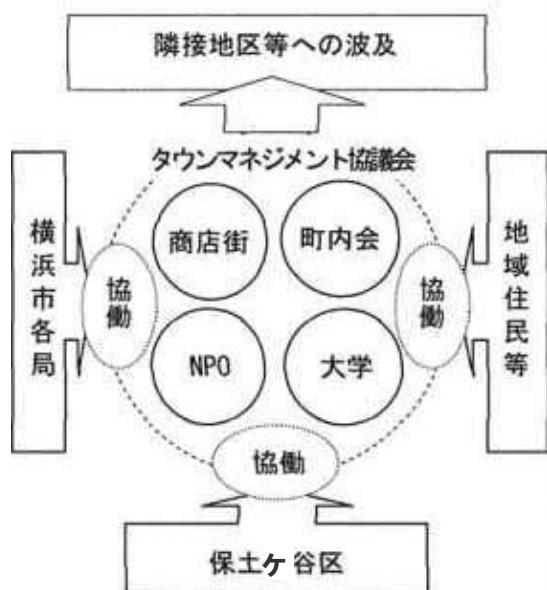 隣接地区等への波及
タウンマネジメント協議会
商店街
町内会
横浜市各局
協働
協働
地域住民等
NPO
大学
協働
保土ケ谷区